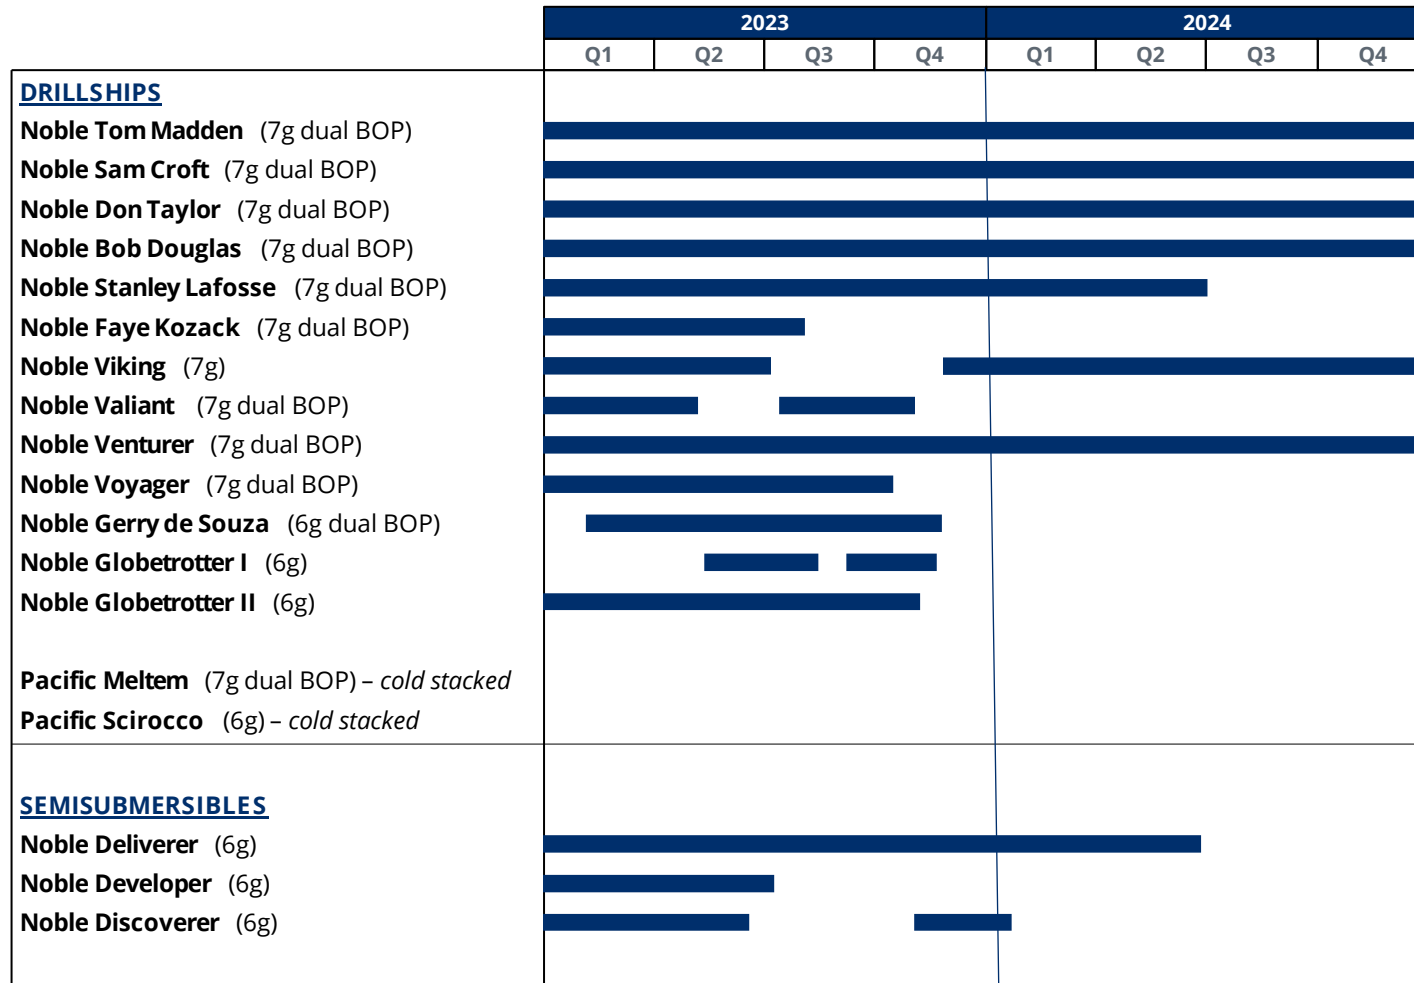 2023 2024
Q1 Q2 Q3 Q4 Q1 Q2 Q3 Q4
DRILLSHIPS
Noble Tom Madden (7g dual BOP)
Noble Sam Croft (7g dual BOP)
Noble Don Taylor (7g dual BOP)
Noble Bob Douglas (7g dual BOP)
Noble Stanley Lafosse (7g dual BOP)
Noble Faye Kozack (7g dual BOP)
Noble Viking (7g)
Noble Valiant (7g dual BOP)
Noble Venturer (7g dual BOP)
Noble Voyager (7g dual BOP)
Noble Gerry de Souza (6g dual BOP)
Noble Globetrotter I (6g)
Noble Globetrotter II (6g)
Pacific Meltem (7g dual BOP) – cold stacked
Pacific Scirocco (6g) – cold stacked
SEMISUBMERSIBLES
Noble Deliverer (6g)
Noble Developer (6g)
Noble Discoverer (6g)